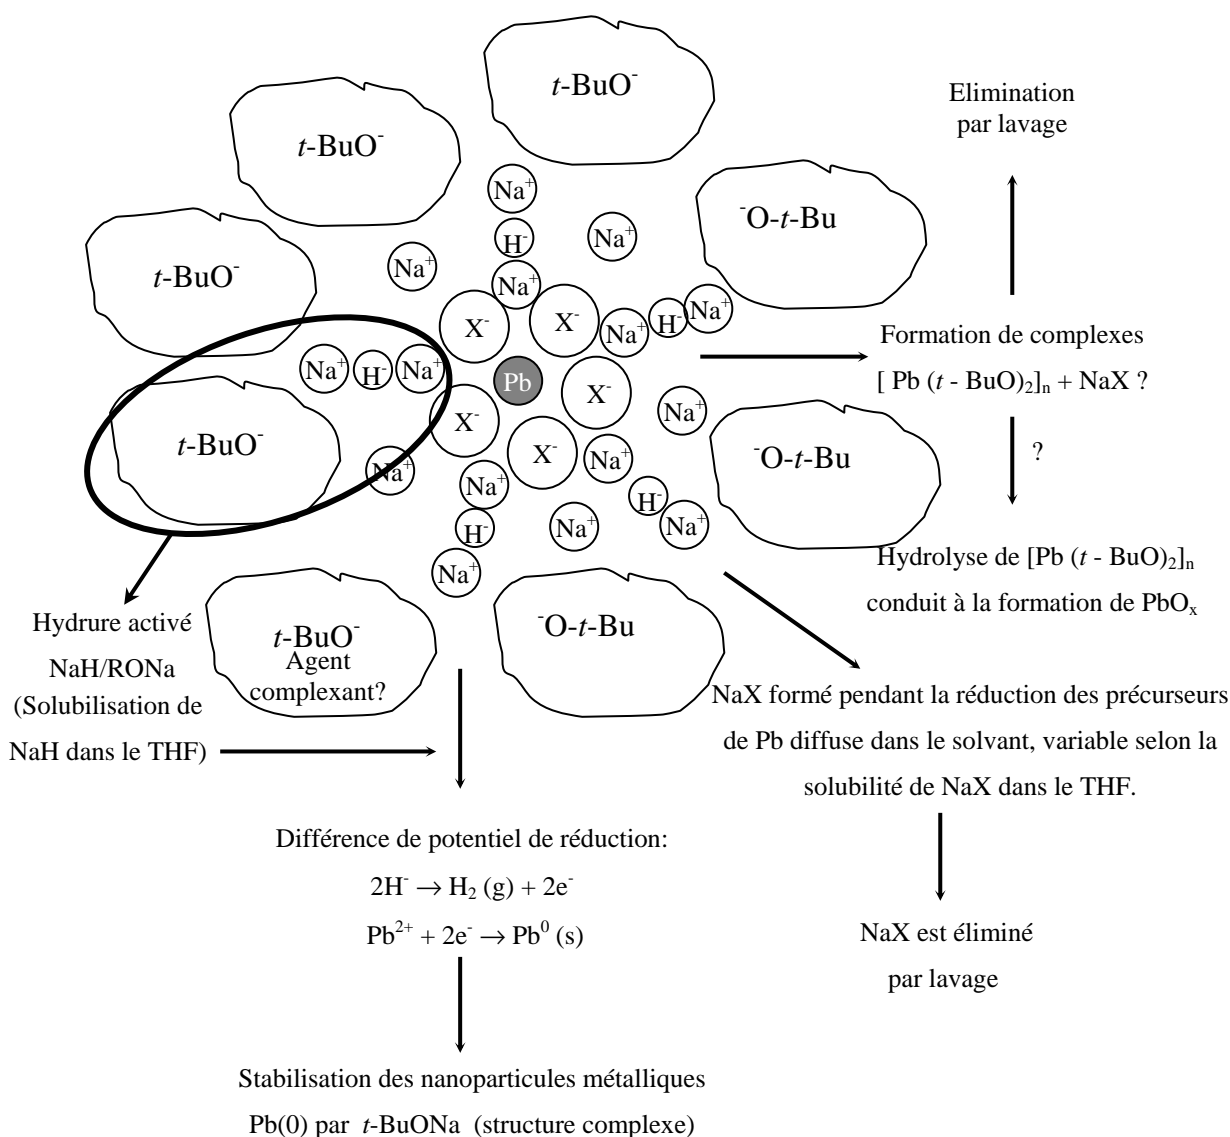 t-BuO⁻
Elimination
par lavage
t-BuO⁻
Na⁺
⁻O-t-Bu
H⁻
Na⁺
t-BuO⁻
Na⁺
Na⁺
X⁻
X⁻
Na⁺
H⁻
Na⁺
Formation de complexes
[ Pb (t - BuO)₂]ₙ + NaX ?
Na⁺
H⁻
Na⁺
Pb
X⁻
Na⁺
X⁻
t-BuO⁻
X⁻
Na⁺
Na⁺
⁻O-t-Bu
?
Na⁺
H⁻
Na⁺
H⁻
Na⁺
Na⁺
Hydrolyse de [Pb (t - BuO)₂]ₙ
conduit à la formation de PbOₓ
Hydrure activé
NaH/RONa
(Solubilisation de
NaH dans le THF)
t-BuO⁻
Agent
complexant?
⁻O-t-Bu
NaX formé pendant la réduction des précurseurs
de Pb diffuse dans le solvant, variable selon la
solubilité de NaX dans le THF.
Différence de potentiel de réduction:
2H⁻ → H₂ (g) + 2e⁻
Pb²⁺ + 2e⁻ → Pb⁰ (s)
NaX est éliminé
par lavage
Stabilisation des nanoparticules métalliques
Pb(0) par t-BuONa (structure complexe)